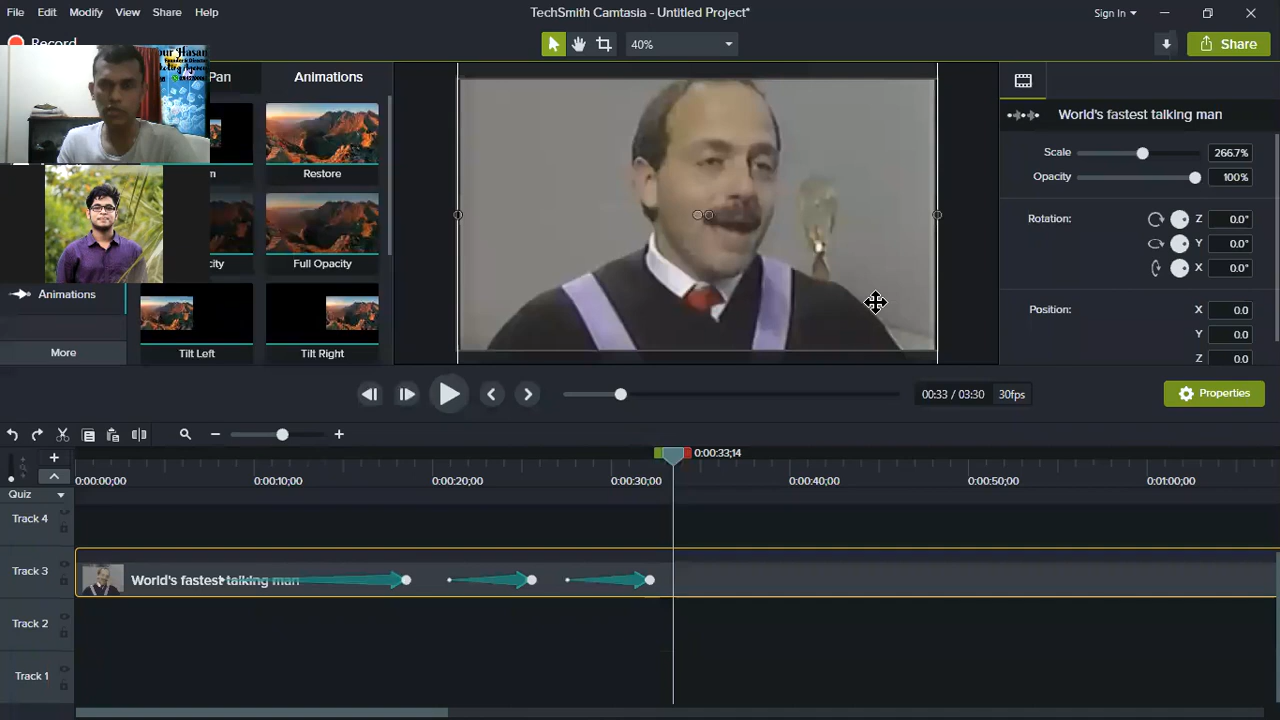 File Edit Modify View Share Help
TechSmith Camtasia - Untitled Project*
Sign In
Record
40%
Share
Pan
Animations
Restore
Full Opacity
Tilt Left
Tilt Right
Animations
More
World's fastest talking man
Scale 266.7%
Opacity 100%
Rotation: Z 0.0°
Y 0.0°
X 0.0°
Position: X 0.0
Y 0.0
Z 0.0
00:33 / 03:30 30fps
Properties
0:00:33;14
0:00:00;00 0:00:10;00 0:00:20;00 0:00:30;00 0:00:40;00 0:00:50;00 0:01:00;00
Quiz
Track 4
Track 3
World's fastest talking man
Track 2
Track 1